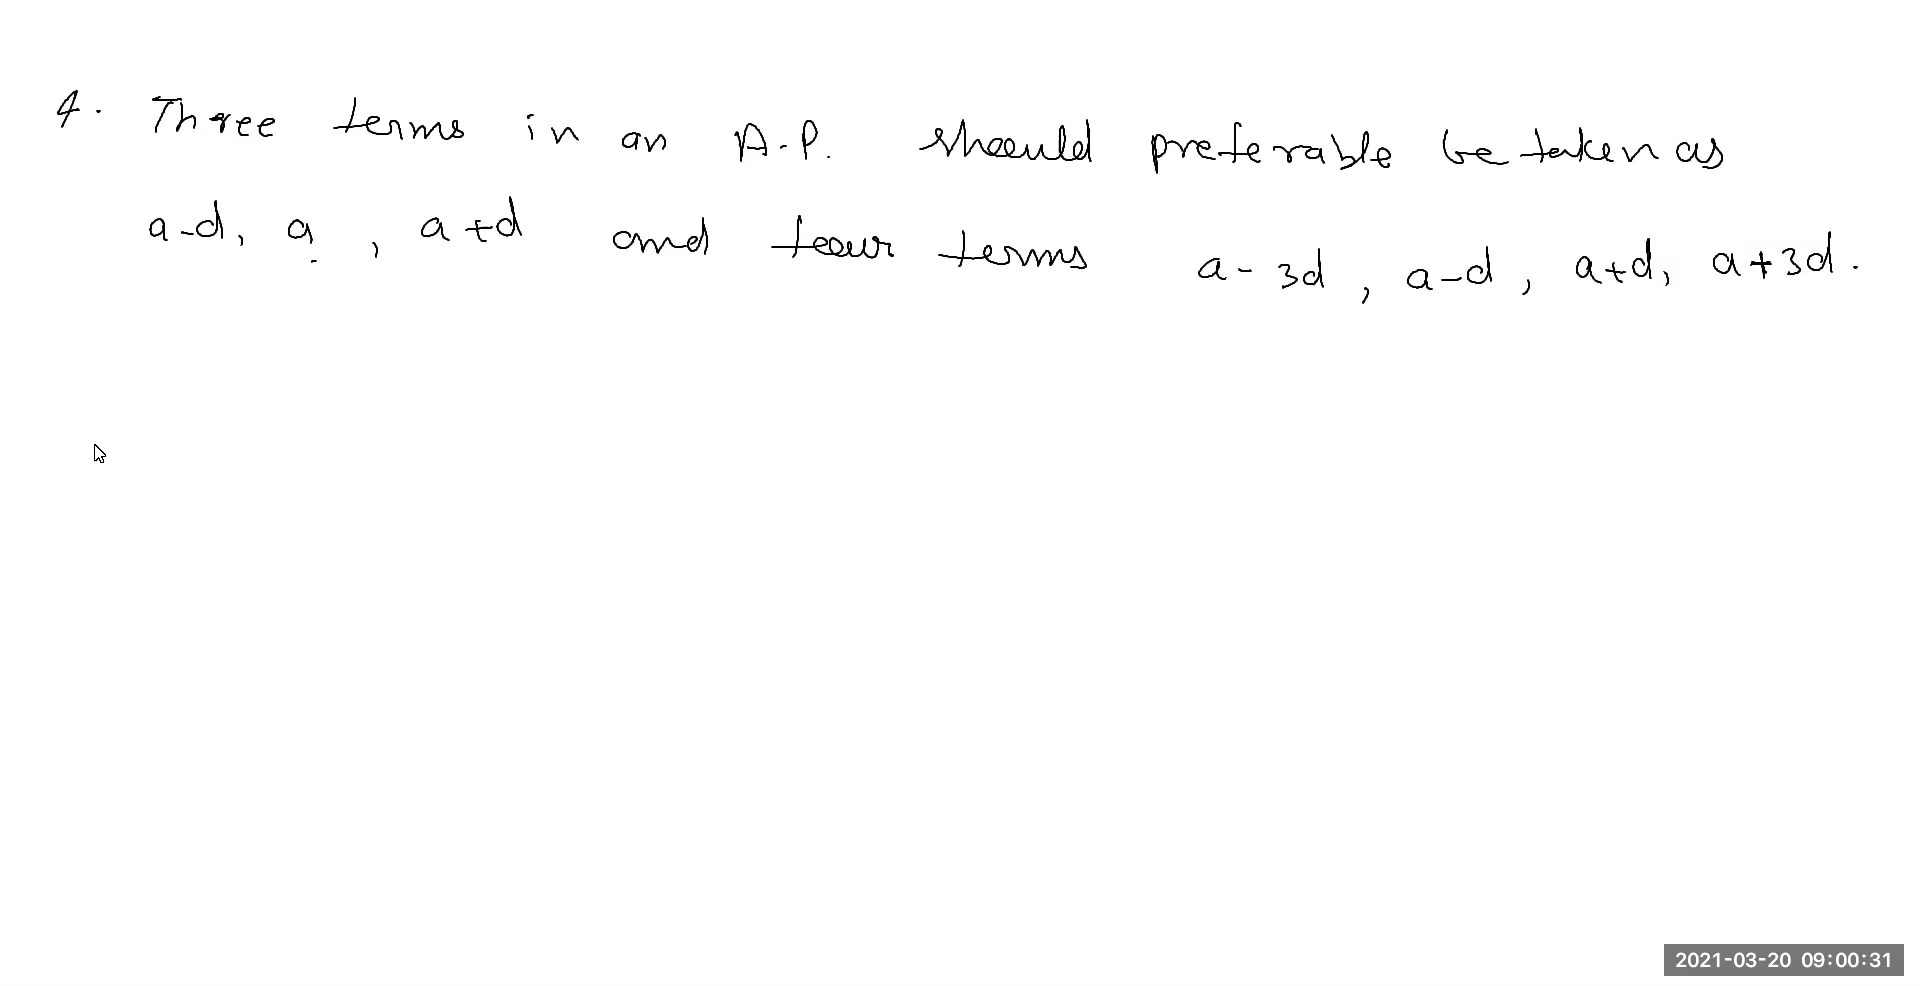 4. Three terms in an A.P. should preferable be taken as
a-d, a, a+d and four terms a-3d, a-d, a+d, a+3d.
2021-03-20 09:00:31